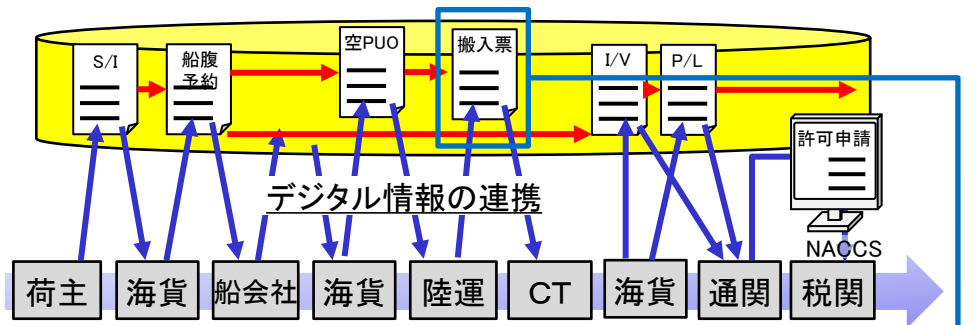 S/I
船腹
予約
空PUO
搬入票
I/V
P/L
許可申請
デジタル情報の連携
NACCS
荷主
海貨
船会社
海貨
陸運
CT
海貨
通関
税関